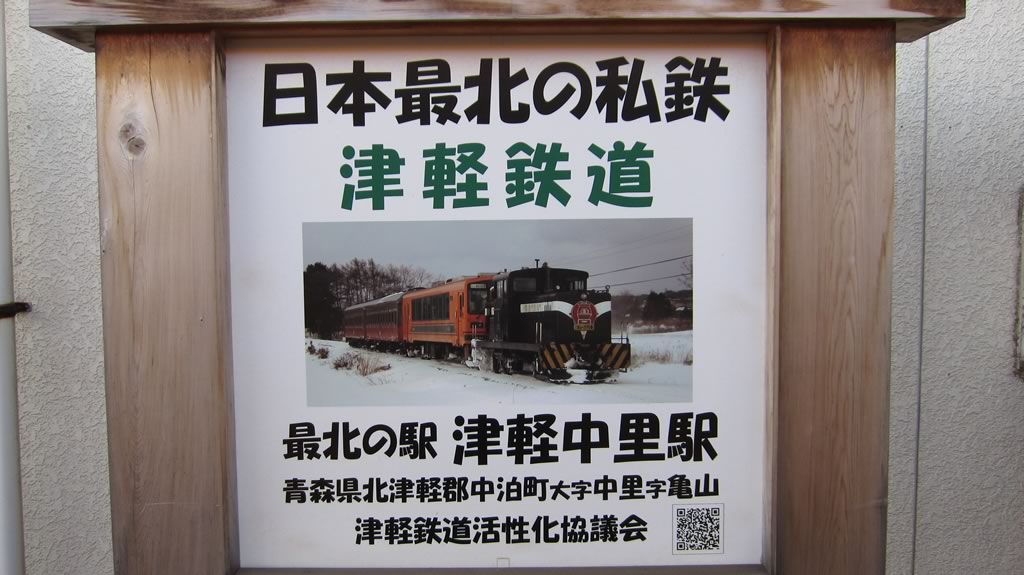 日本最北の私鉄
津軽鉄道
最北の駅 津軽中里駅
青森県北津軽郡中泊町大字中里字亀山
津軽鉄道活性化協議会